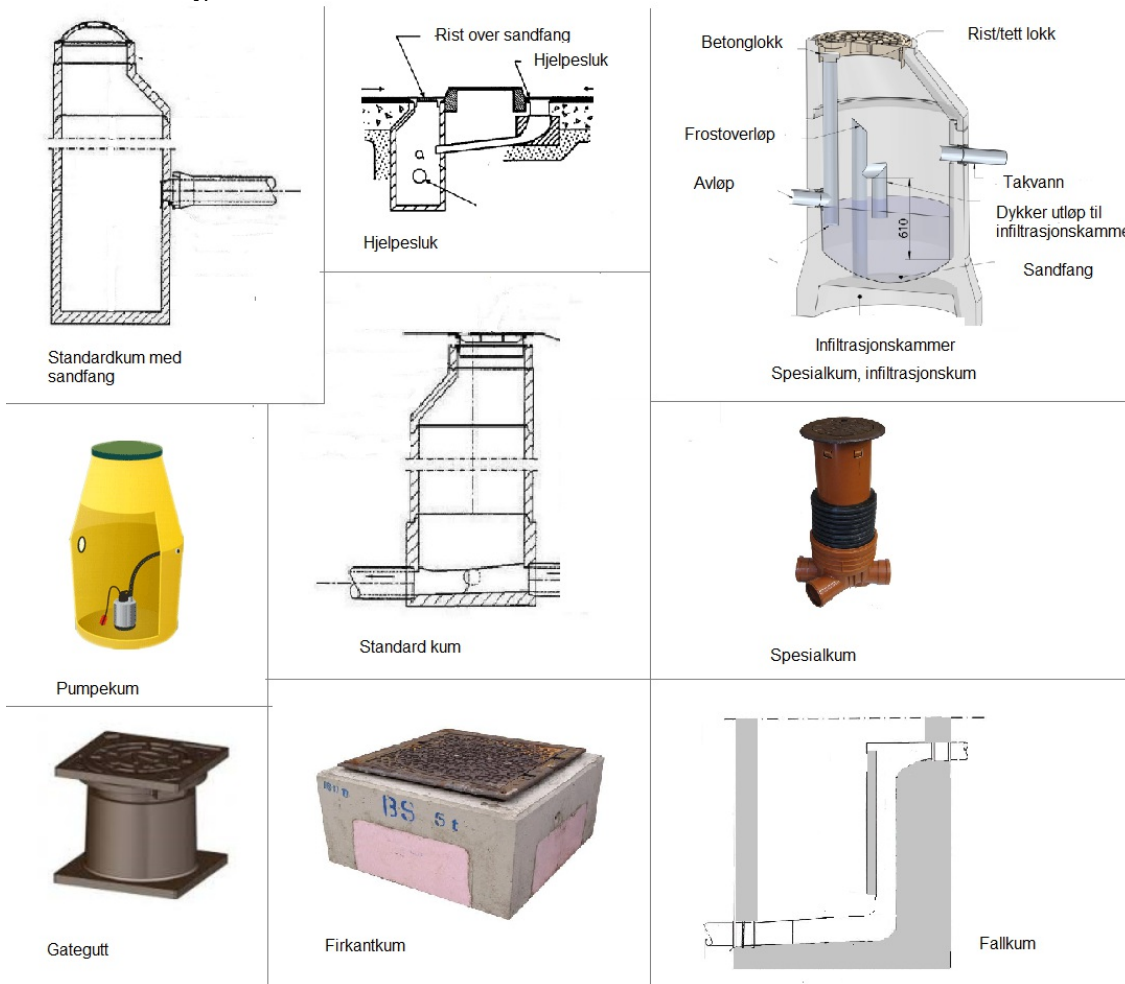 Rist over sandfang
Hjelpesluk
Hjelpesluk
Standardkum med
sandfang
Betonglokk
Rist/tett lokk
Frostoverløp
Avløp
Takvann
Dykker utløp til
infiltrasjonskamme
610
Sandfang
Infiltrasjonskammer
Spesialkum, infiltrasjonskum
Pumpekum
Standard kum
Spesialkum
Gategutt
BS 5t
Firkantkum
Fallkum